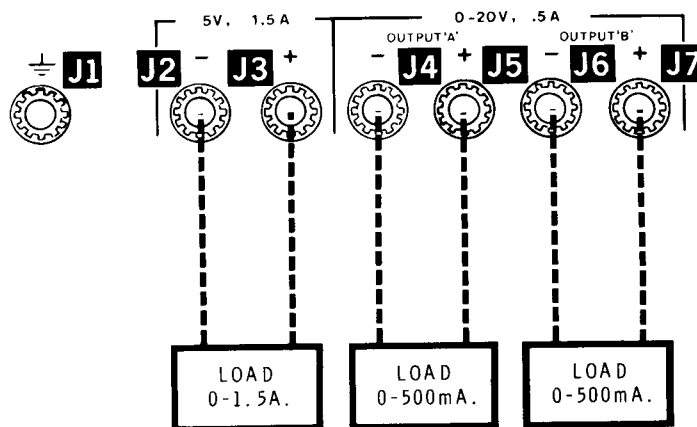 5V, 1.5A 0-20V, .5A
OUTPUT'A' OUTPUT'B'
J1 J2 - J3 + - J4 + J5 - J6 + J7
LOAD LOAD LOAD
0-1.5A. 0-500mA. 0-500mA.